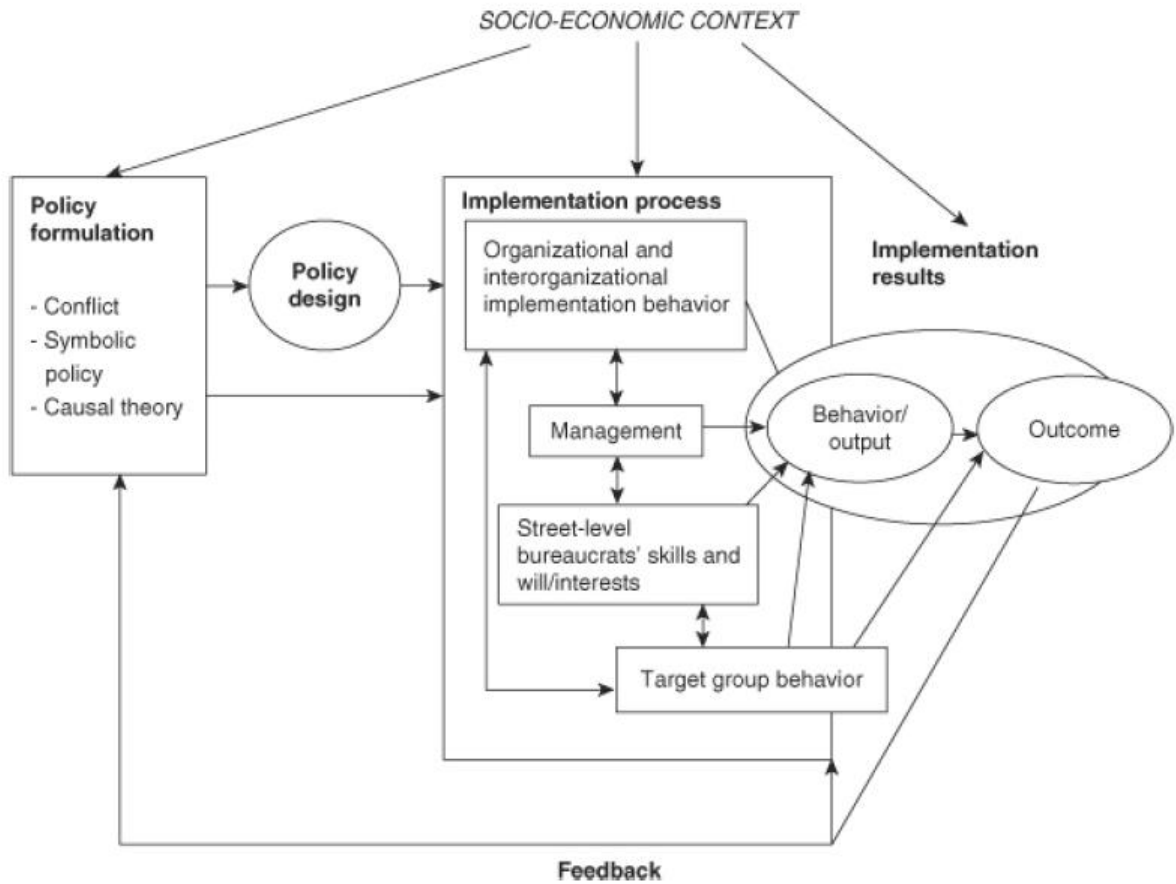 SOCIO-ECONOMIC CONTEXT
Policy
formulation
- Conflict
- Symbolic
policy
- Causal theory
Policy
design
Implementation process
Organizational and
interorganizational
implementation behavior
Management
Street-level
bureaucrats' skills and
will/interests
Target group behavior
Implementation
results
Behavior/
output
Outcome
Feedback